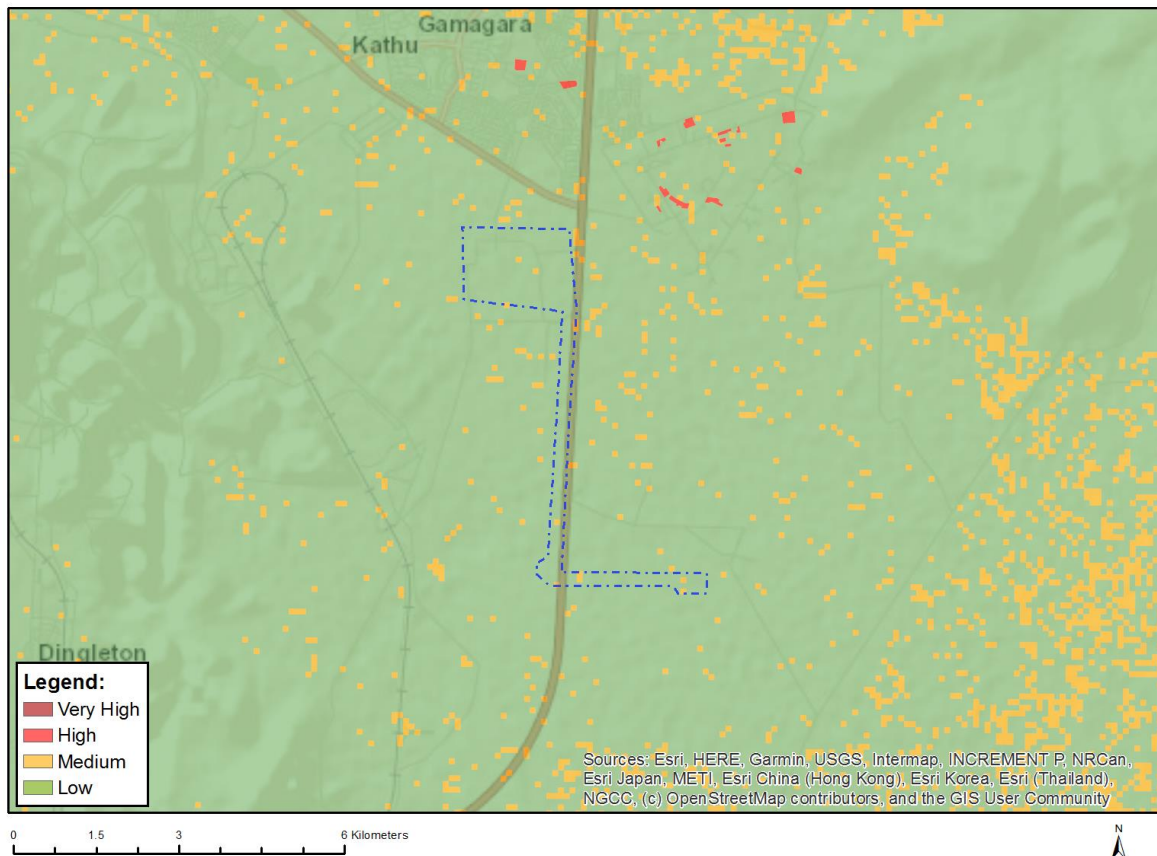 Gamagara
Kathu
Dingleton
Legend:
Very High
High
Medium
Low
Sources: Esri, HERE, Garmin, USGS, Intermap, INCREMENT P, NRCan,
Esri Japan, METI, Esri China (Hong Kong), Esri Korea, Esri (Thailand),
NGCC, (c) OpenStreetMap contributors, and the GIS User Community
0 1.5 3 6 Kilometers
N